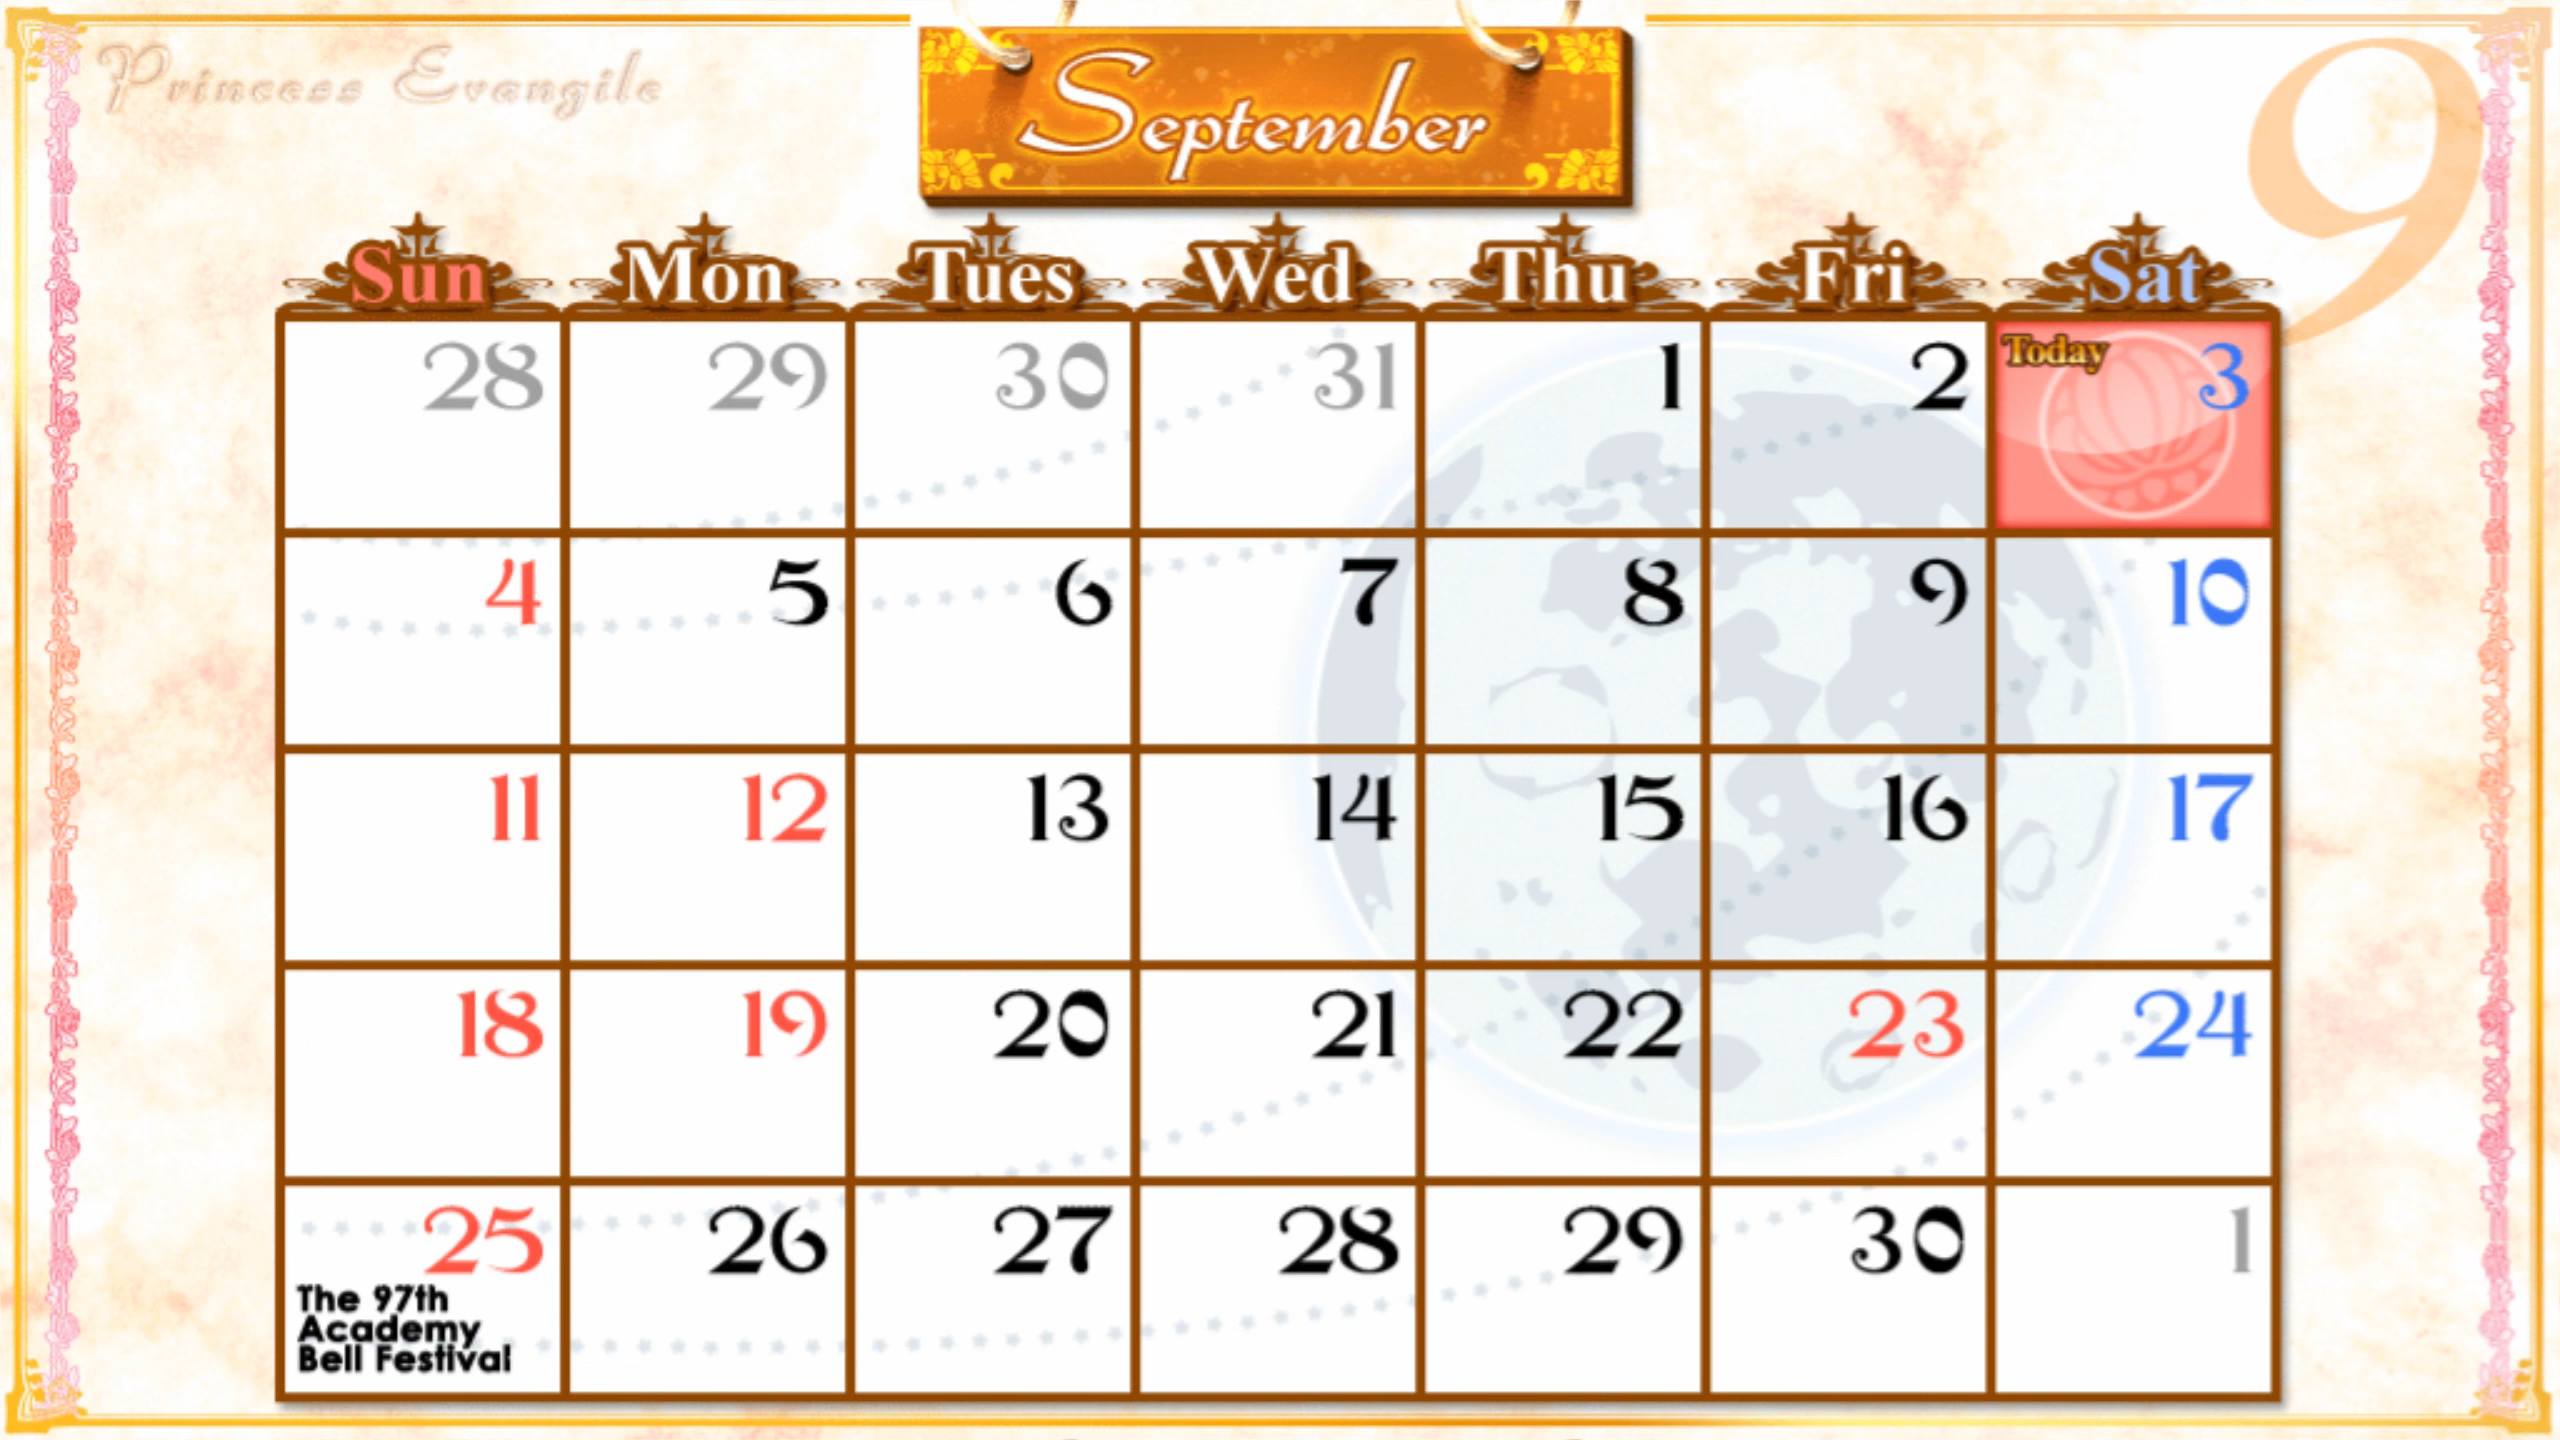 Princess Evangile
September
9
Sun Mon Tues Wed Thu Fri Sat
28 29 30 31 1 2 Today 3
4 5 6 7 8 9 10
11 12 13 14 15 16 17
18 19 20 21 22 23 24
25 26 27 28 29 30 1
The 97th
Academy
Bell Festival